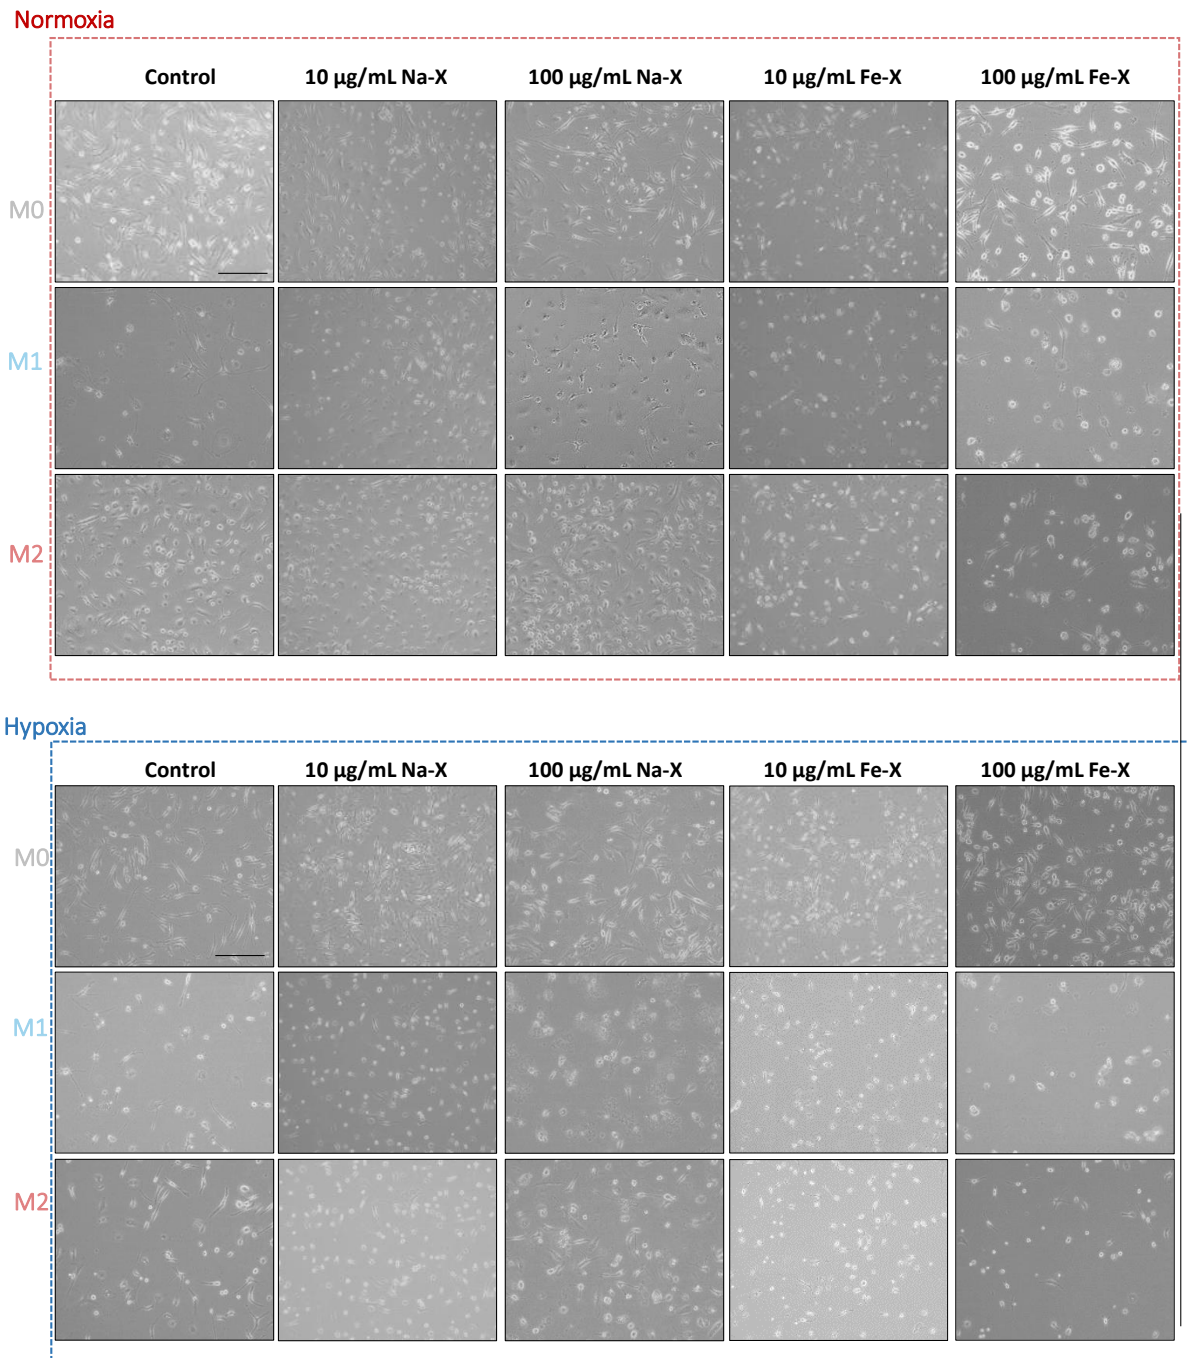 Normoxia
Control 10 µg/mL Na-X 100 µg/mL Na-X 10 µg/mL Fe-X 100 µg/mL Fe-X
M0
M1
M2
Hypoxia
Control 10 µg/mL Na-X 100 µg/mL Na-X 10 µg/mL Fe-X 100 µg/mL Fe-X
M0
M1
M2